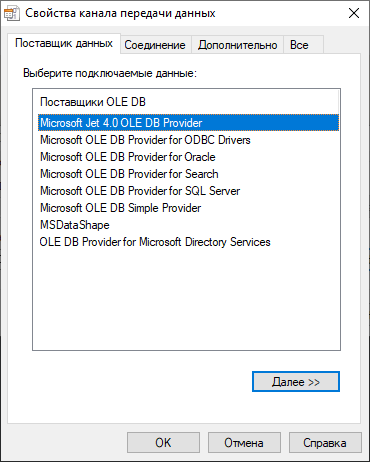 Свойства канала передачи данных
Поставщик данных Соединение Дополнительно Все
Выберите подключаемые данные:
Поставщики OLE DB
Microsoft Jet 4.0 OLE DB Provider
Microsoft OLE DB Provider for ODBC Drivers
Microsoft OLE DB Provider for Oracle
Microsoft OLE DB Provider for Search
Microsoft OLE DB Provider for SQL Server
Microsoft OLE DB Simple Provider
MSDataShape
OLE DB Provider for Microsoft Directory Services
Далее >>
OK Отмена Справка